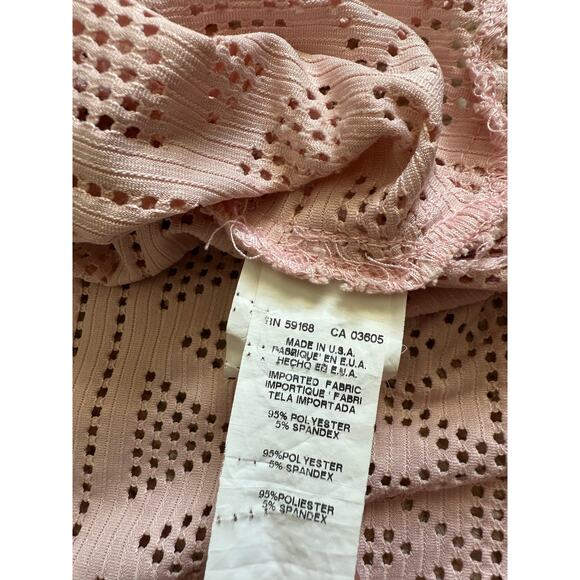 RN 59168 CA 03605
MADE IN U.S.A.
FABRIQUE' EN E.U.A.
HECHO EN E.U.A.
IMPORTED FABRIC
IMPORTIQUE' FABRI
TELA IMPORTADA
95% POLYESTER
5% SPANDEX
95%POLYESTER
5% SPANDEX
95%POLIESTER
5% SPANDEX